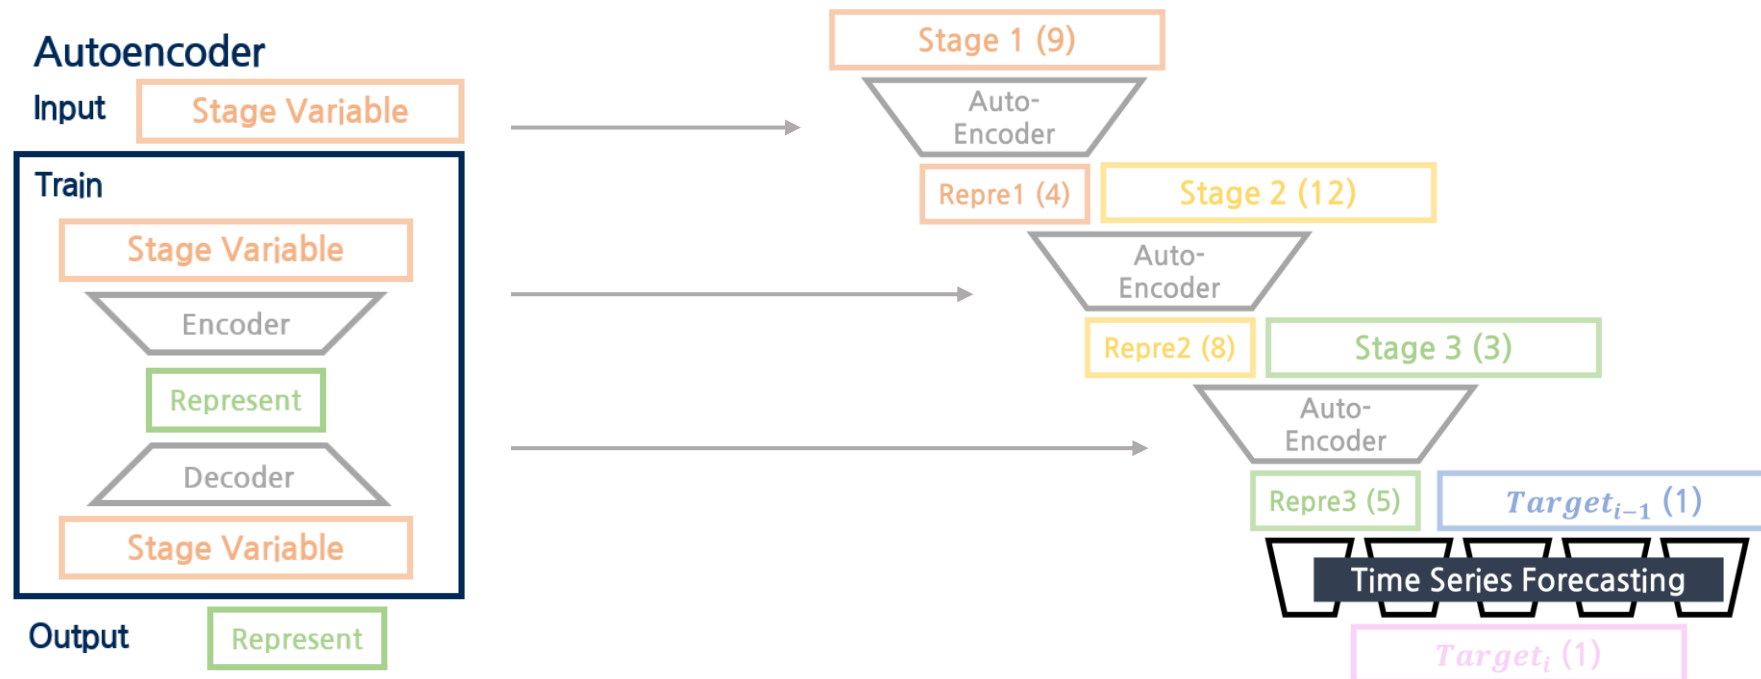 Autoencoder
Input
Stage Variable
Train
Stage Variable
Encoder
Represent
Decoder
Stage Variable
Output
Represent
Stage 1 (9)
Auto-
Encoder
Repre1 (4)
Stage 2 (12)
Auto-
Encoder
Repre2 (8)
Stage 3 (3)
Auto-
Encoder
Repre3 (5)
Target_{i-1} (1)
Time Series Forecasting
Target_i (1)